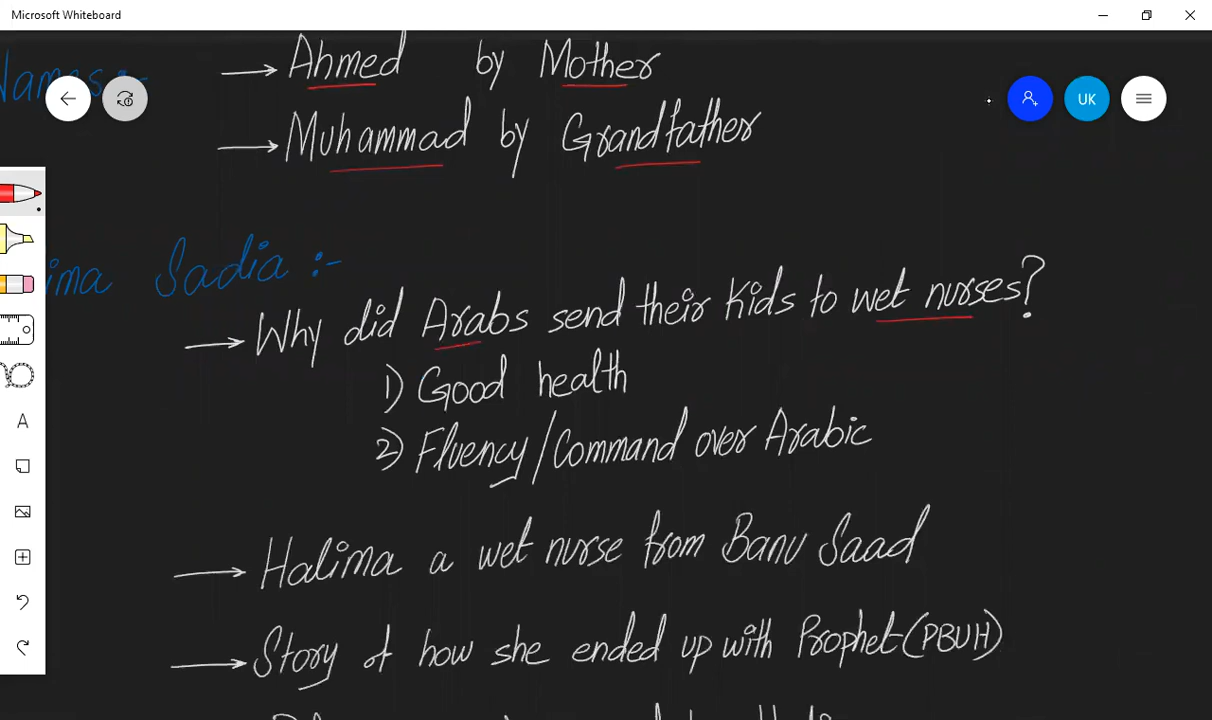 Microsoft Whiteboard
Names:-
→ Ahmed by Mother
→ Muhammad by Grandfather
UK
ima Sadia :-
→ Why did Arabs send their Kids to wet nurses?
1) Good health
2) Fluency/Command over Arabic
A
→ Halima a wet nurse from Banu Saad
→ Story of how she ended up with Prophet(PBUH)